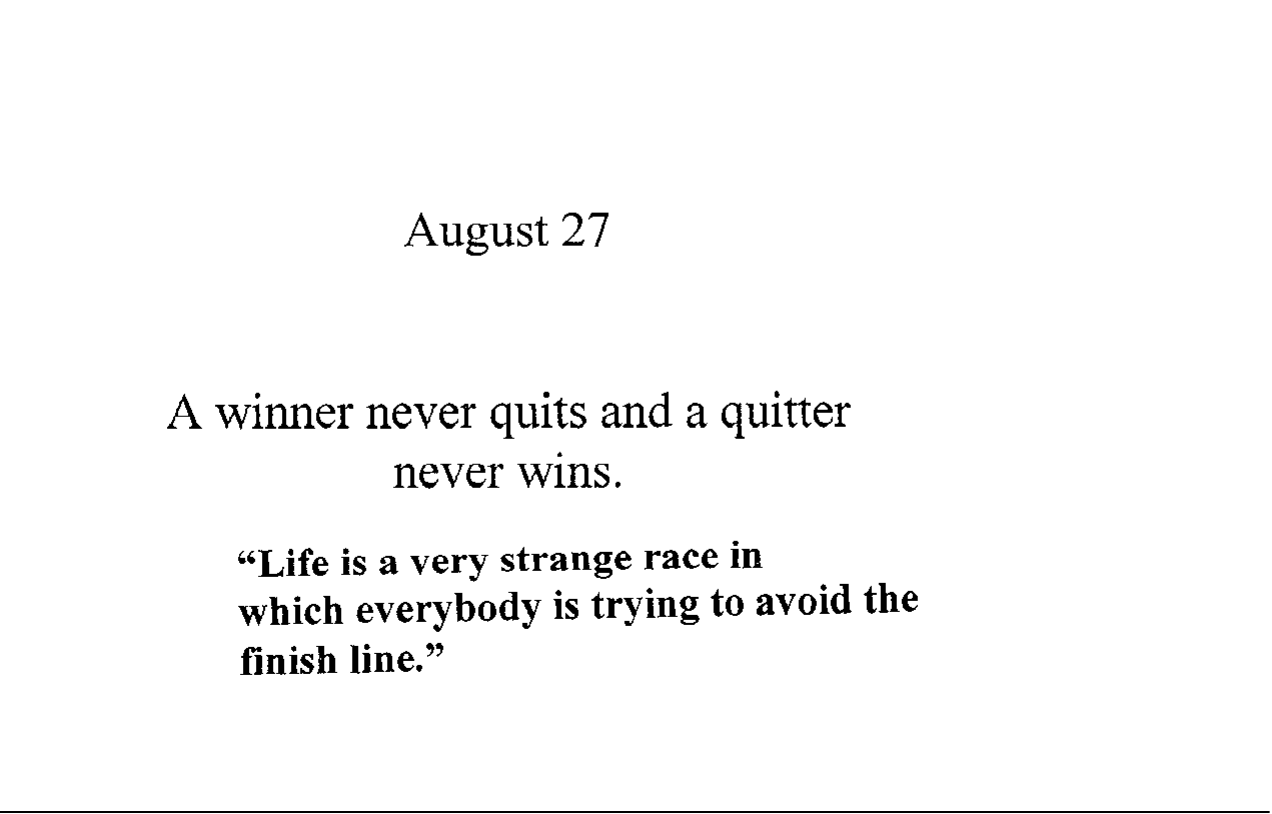 August 27
A winner never quits and a quitter
never wins.
“Life is a very strange race in
which everybody is trying to avoid the
finish line.”